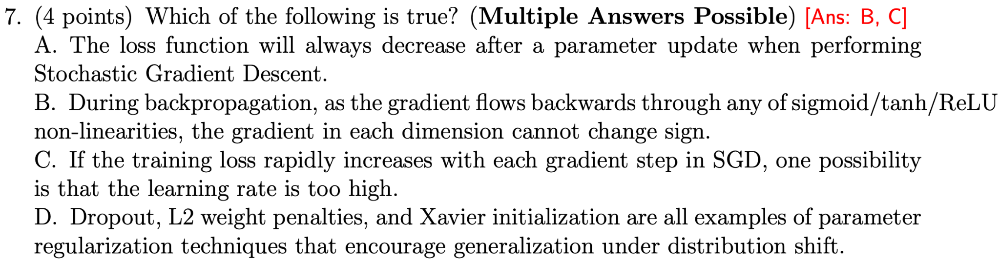 7. (4 points) Which of the following is true? (Multiple Answers Possible) [Ans: B, C]
A. The loss function will always decrease after a parameter update when performing
Stochastic Gradient Descent.
B. During backpropagation, as the gradient flows backwards through any of sigmoid/tanh/ReLU
non-linearities, the gradient in each dimension cannot change sign.
C. If the training loss rapidly increases with each gradient step in SGD, one possibility
is that the learning rate is too high.
D. Dropout, L2 weight penalties, and Xavier initialization are all examples of parameter
regularization techniques that encourage generalization under distribution shift.